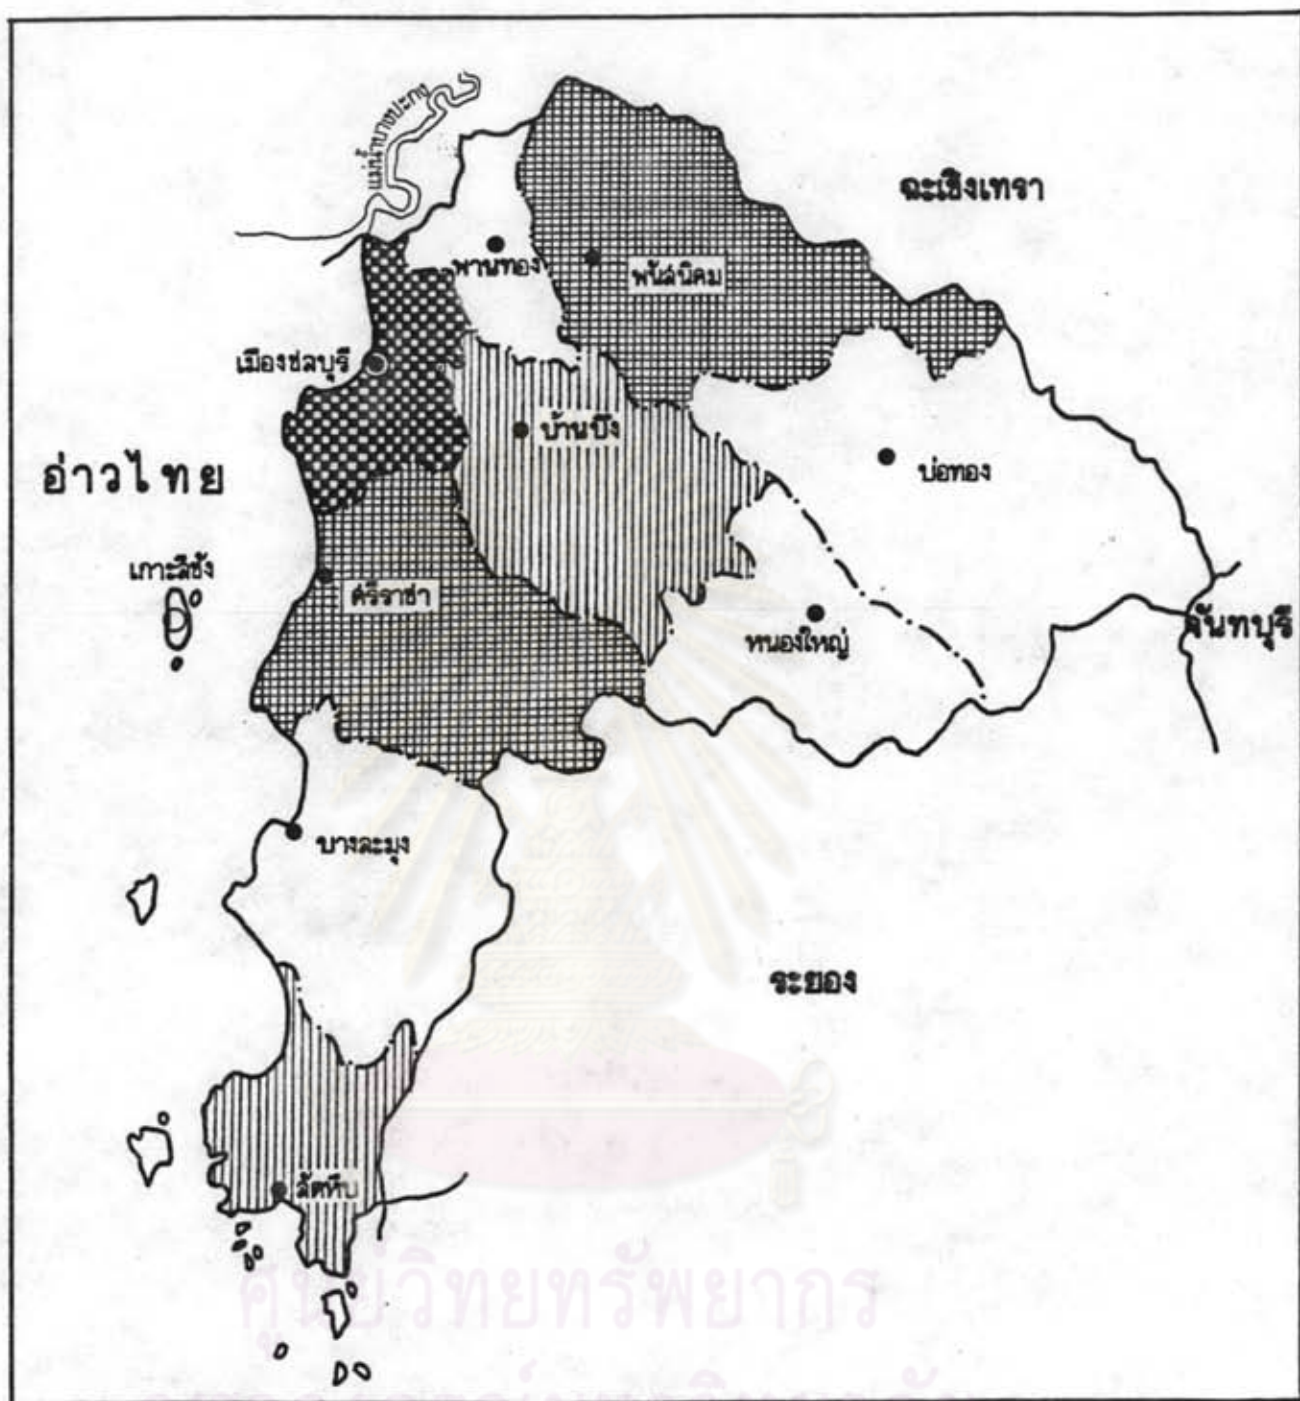 แม่น้ำบางปะกง
ฉะเชิงเทรา
พานทอง
พนัสนิคม
เมืองชลบุรี
บ้านบึง
บ่อทอง
อ่าวไทย
เกาะสีชัง
ศรีราชา
หนองใหญ่
จันทบุรี
บางละมุง
ระยอง
สัตหีบ
ศูนย์วิทยทรัพยากร